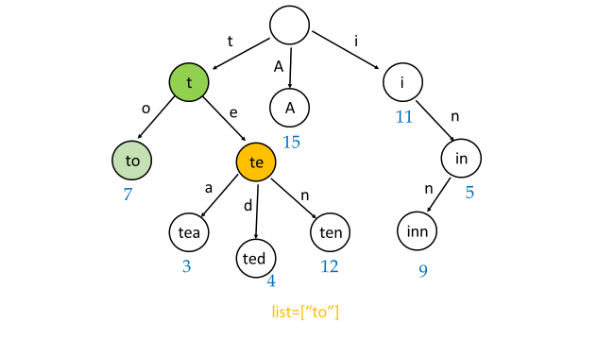 t
i
A
t
A
i
15
11
o
e
n
to
7
te
in
5
a
d
n
n
tea
3
ted
4
ten
12
inn
9
list=[“to”]